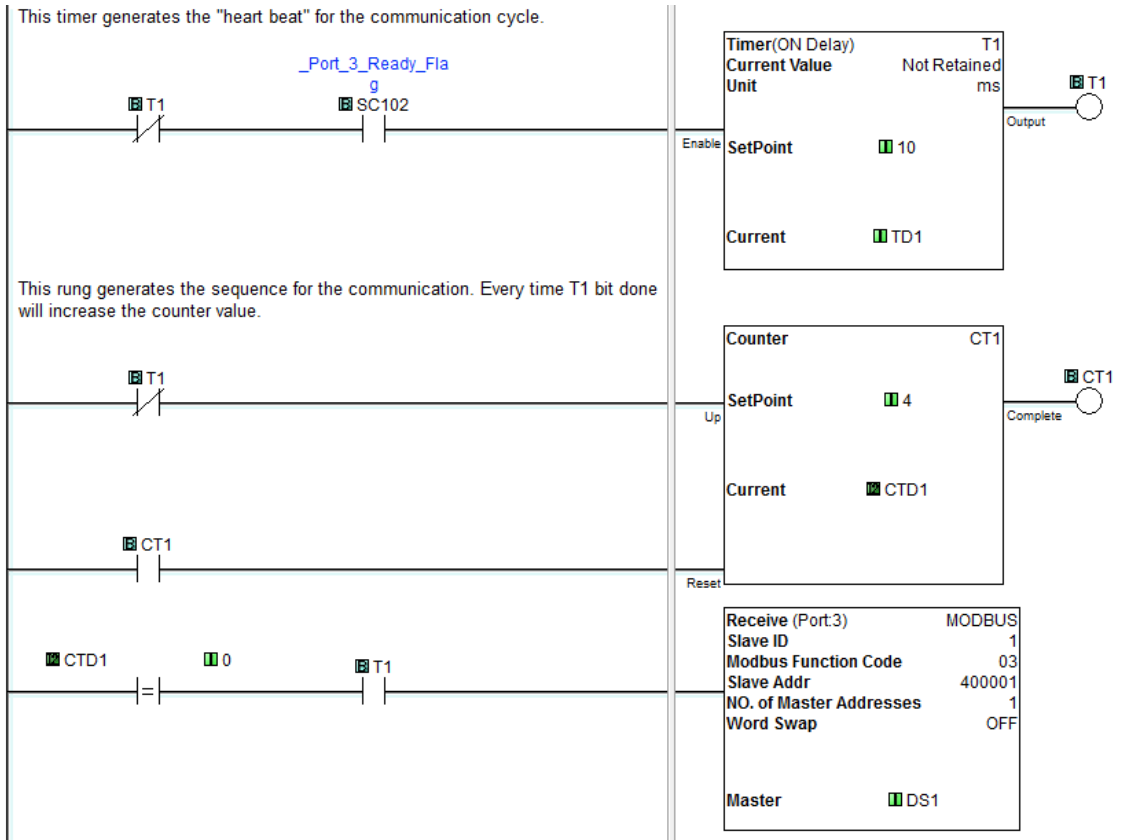 This timer generates the "heart beat" for the communication cycle.
Timer(ON Delay) T1
Current Value Not Retained
Unit ms
_Port_3_Ready_Fla
g
T1 SC102
T1
Output
Enable SetPoint 10
Current TD1
This rung generates the sequence for the communication. Every time T1 bit done
will increase the counter value.
Counter CT1
T1
CT1
SetPoint 4
Up
Complete
Current CTD1
CT1
Reset
Receive (Port:3) MODBUS
Slave ID 1
Modbus Function Code 03
Slave Addr 400001
NO. of Master Addresses 1
Word Swap OFF
CTD1 0 T1
=
Master DS1